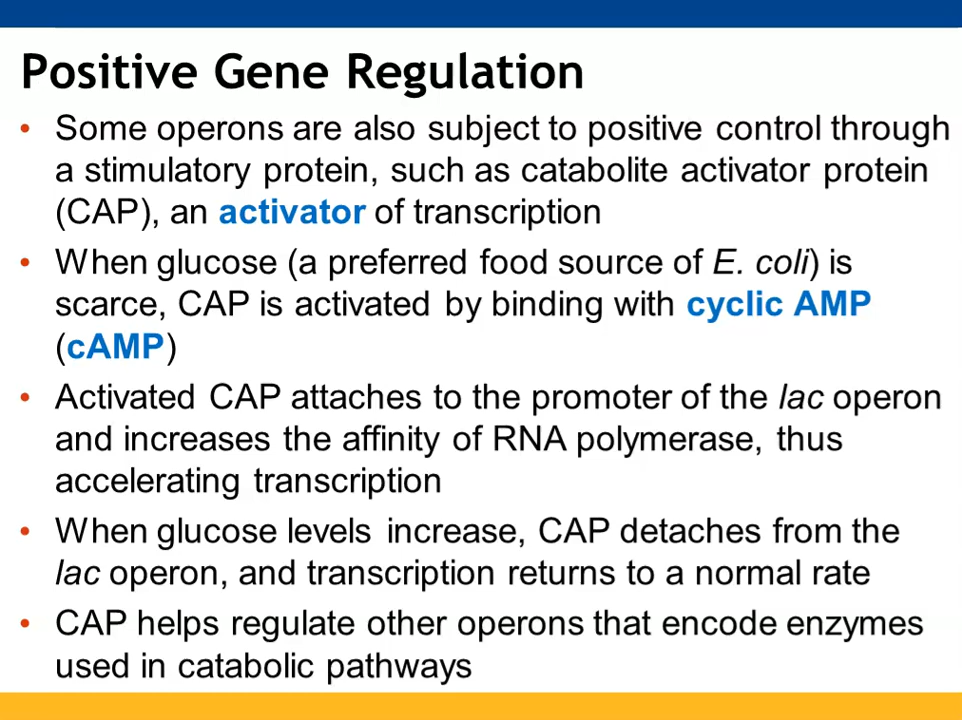 Positive Gene Regulation
• Some operons are also subject to positive control through
a stimulatory protein, such as catabolite activator protein
(CAP), an activator of transcription
• When glucose (a preferred food source of E. coli) is
scarce, CAP is activated by binding with cyclic AMP
(cAMP)
• Activated CAP attaches to the promoter of the lac operon
and increases the affinity of RNA polymerase, thus
accelerating transcription
• When glucose levels increase, CAP detaches from the
lac operon, and transcription returns to a normal rate
• CAP helps regulate other operons that encode enzymes
used in catabolic pathways